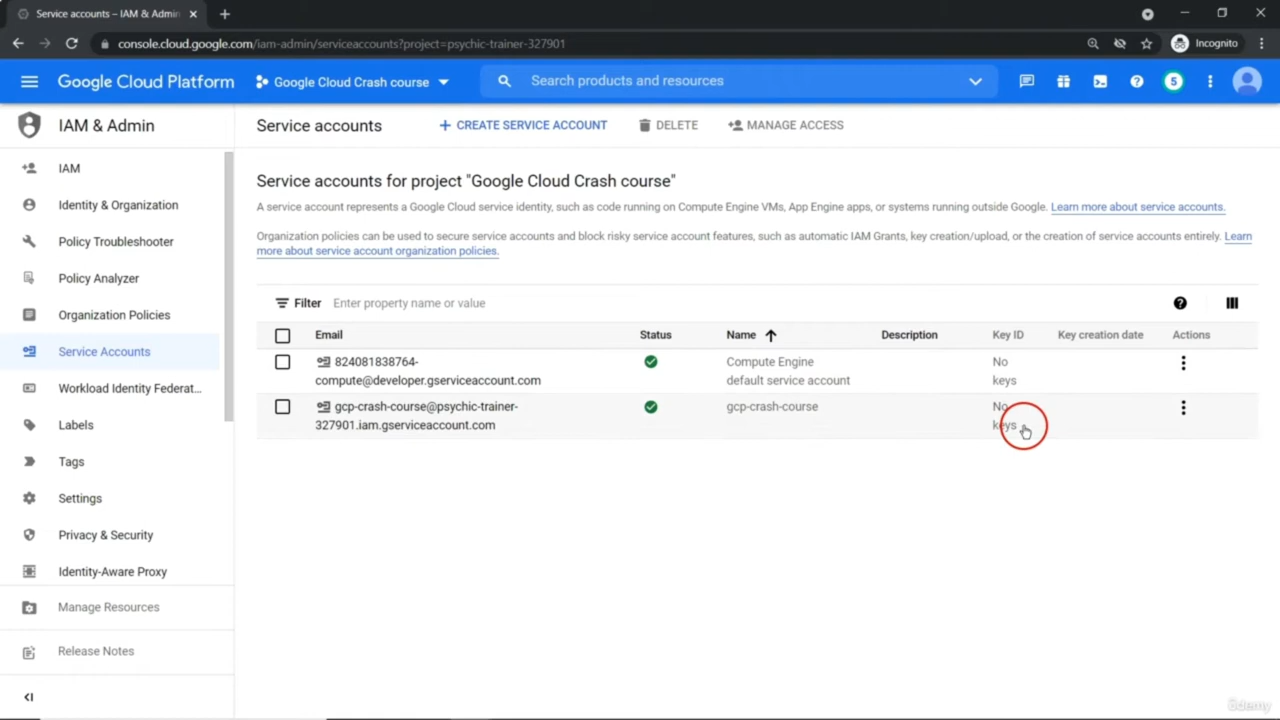 Service accounts – IAM & Admin
console.cloud.google.com/iam-admin/serviceaccounts?project=psychic-trainer-327901
Incognito
Google Cloud Platform
Google Cloud Crash course
Search products and resources
5
IAM & Admin
Service accounts
CREATE SERVICE ACCOUNT
DELETE
MANAGE ACCESS
IAM
Identity & Organization
Policy Troubleshooter
Policy Analyzer
Organization Policies
Service Accounts
Workload Identity Federat...
Labels
Tags
Settings
Privacy & Security
Identity-Aware Proxy
Manage Resources
Release Notes
Service accounts for project "Google Cloud Crash course"
A service account represents a Google Cloud service identity, such as code running on Compute Engine VMs, App Engine apps, or systems running outside Google. Learn more about service accounts.
Organization policies can be used to secure service accounts and block risky service account features, such as automatic IAM Grants, key creation/upload, or the creation of service accounts entirely. Learn
more about service account organization policies.
Filter Enter property name or value
Email Status Name Description Key ID Key creation date Actions
824081838764- Compute Engine No
compute@developer.gserviceaccount.com default service account keys
gcp-crash-course@psychic-trainer- gcp-crash-course No
327901.iam.gserviceaccount.com keys
ûdemy